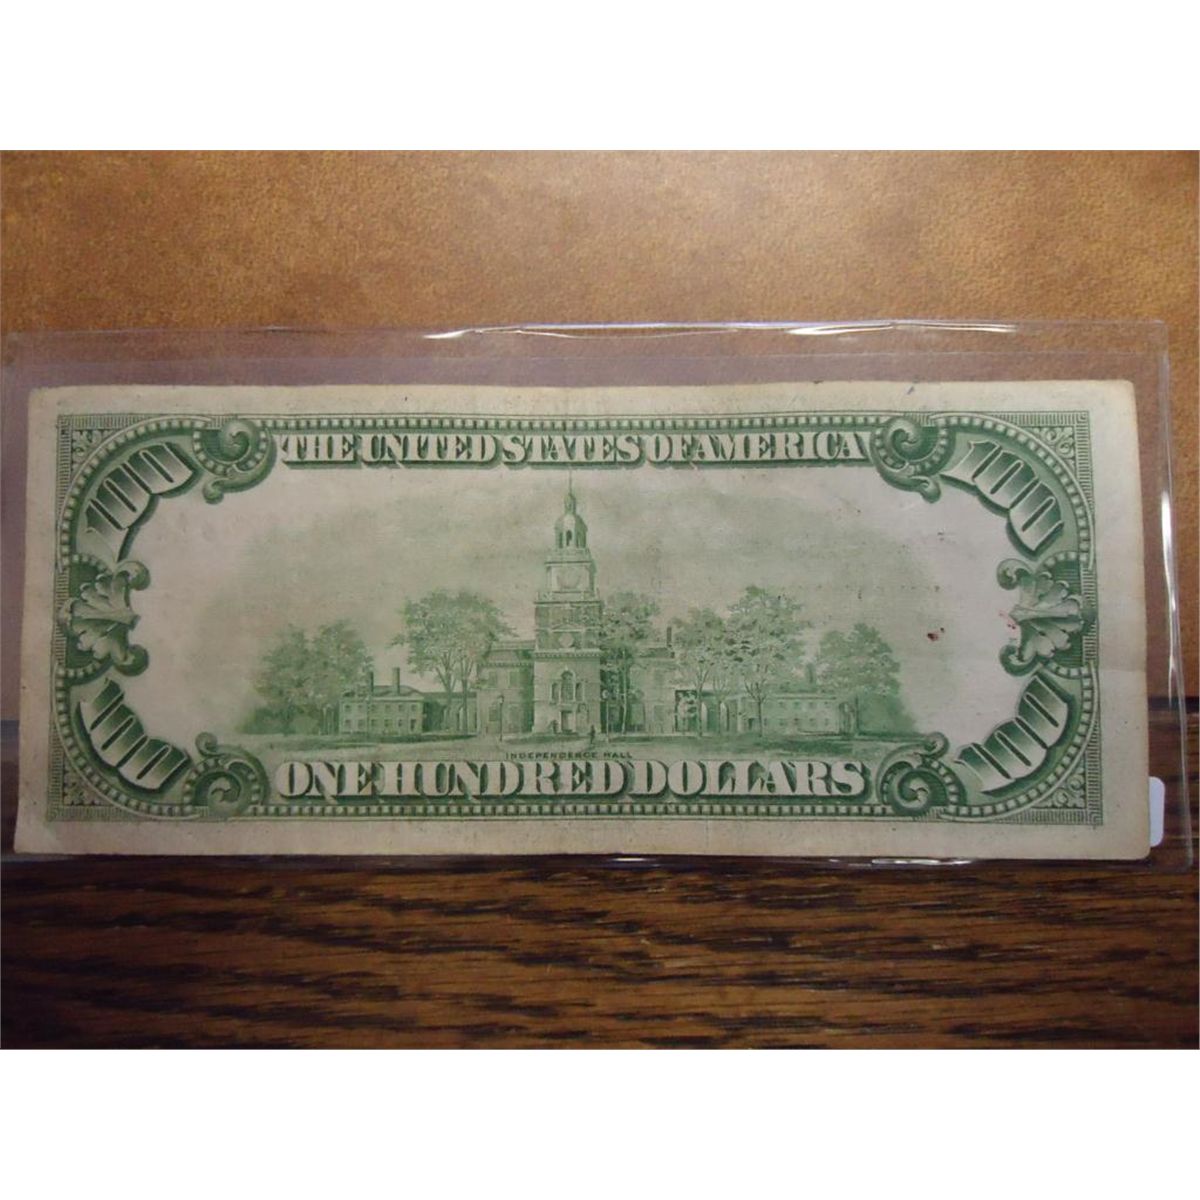 THE UNITED STATES OF AMERICA
100 100
100 100
INDEPENDENCE HALL
ONE HUNDRED DOLLARS